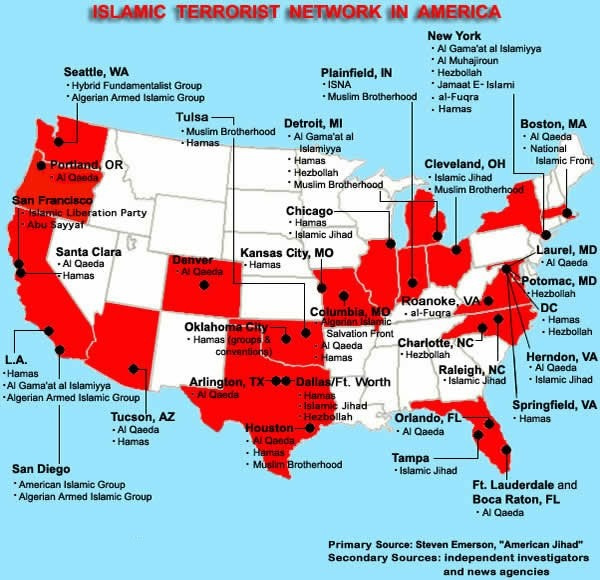 ISLAMIC TERRORIST NETWORK IN AMERICA
Seattle, WA
· Hybrid Fundamentalist Group
· Algerian Armed Islamic Group
Portland, OR
· Al Qaeda
San Francisco
· Islamic Liberation Party
· Abu Sayyaf
Santa Clara
· Al Qaeda
· Hamas
L.A.
· Hamas
· Al Gama'at al Islamiyya
· Algerian Armed Islamic Group
San Diego
· American Islamic Group
· Algerian Armed Islamic Group
Tucson, AZ
· Al Qaeda
· Hamas
Denver
· Al Qaeda
Tulsa
· Muslim Brotherhood
· Hamas
Kansas City, MO
· Hamas
Oklahoma City
· Hamas (groups &
conventions)
Columbia, MO
· Algerian Islamic
Salvation Front
· Al Qaeda
· Hamas
Arlington, TX
· Al Qaeda
Dallas/Ft. Worth
· Hamas
· Islamic Jihad
· Hezbollah
Houston
· Al Qaeda
· Hamas
· Muslim Brotherhood
Detroit, MI
· Al Gama'at al
Islamiyya
· Hamas
· Hezbollah
· Muslim Brotherhood
Chicago
· Hamas
· Islamic Jihad
Plainfield, IN
· ISNA
· Muslim Brotherhood
Cleveland, OH
· Islamic Jihad
· Muslim Brotherhood
New York
· Al Gama'at al Islamiyya
· Al Muhajiroun
· Hezbollah
· Jamaat E- Islami
· al-Fuqra
· Hamas
Boston, MA
· Al Qaeda
· National
Islamic Front
Laurel, MD
· Al Qaeda
Potomac, MD
· Hezbollah
DC
· Hamas
· Hezbollah
Herndon, VA
· Al Qaeda
· Islamic Jihad
Springfield, VA
· Hamas
Roanoke, VA
· al-Fuqra
Charlotte, NC
· Hezbollah
Raleigh, NC
· Islamic Jihad
Orlando, FL
· Al Qaeda
Tampa
· Islamic Jihad
Ft. Lauderdale and
Boca Raton, FL
· Al Qaeda
Primary Source: Steven Emerson, "American Jihad"
Secondary Sources: independent investigators
and news agencies